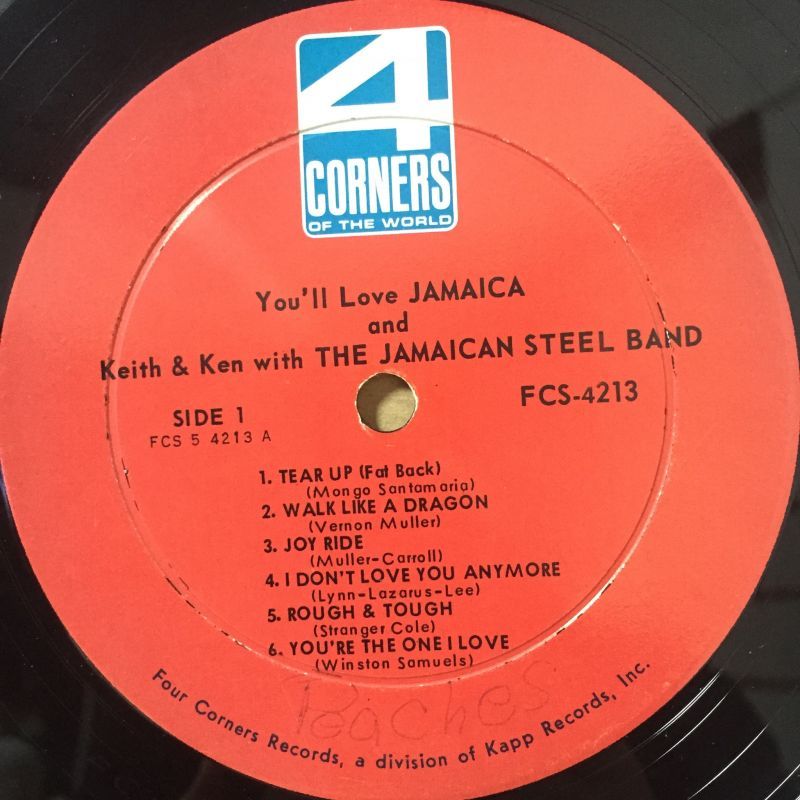 4
CORNERS
OF THE WORLD
You'll Love JAMAICA
and
Keith & Ken with THE JAMAICAN STEEL BAND
SIDE 1
FCS 5 4213 A
FCS-4213
1. TEAR UP (Fat Back)
(Mongo Santamaria)
2. WALK LIKE A DRAGON
(Vernon Muller)
3. JOY RIDE
(Muller-Carroll)
4. I DON'T LOVE YOU ANYMORE
(Lynn-Lazarus-Lee)
5. ROUGH & TOUGH
(Stranger Cole)
6. YOU'RE THE ONE I LOVE
(Winston Samuels)
Peaches
Four Corners Records, a division of Kapp Records, Inc.